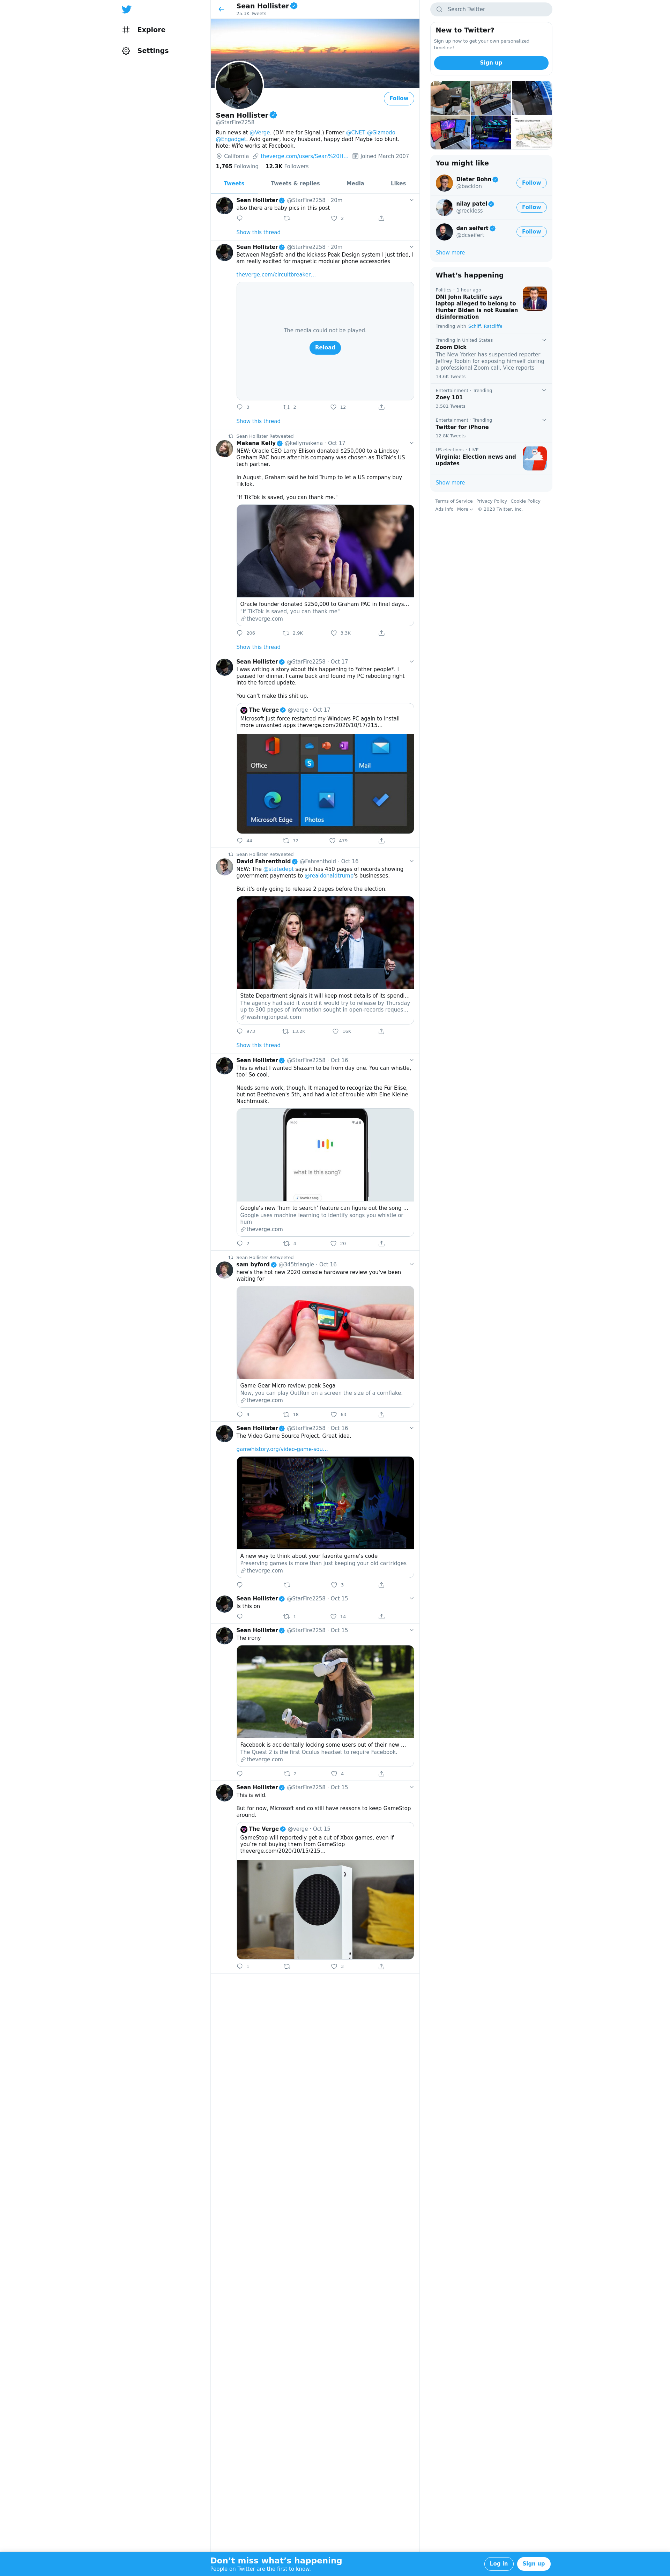 Explore
Settings
Sean Hollister
25.3K Tweets
Follow
Sean Hollister
@StarFire2258
Run news at @Verge. (DM me for Signal.) Former @CNET @Gizmodo
@Engadget. Avid gamer, lucky husband, happy dad! Maybe too blunt.
Note: Wife works at Facebook.
California theverge.com/users/Sean%20H... Joined March 2007
1,765 Following 12.3K Followers
Tweets Tweets & replies Media Likes
Sean Hollister @StarFire2258 · 20m
also there are baby pics in this post
2
Show this thread
Sean Hollister @StarFire2258 · 20m
Between MagSafe and the kickass Peak Design system I just tried, I
am really excited for magnetic modular phone accessories
theverge.com/circuitbreaker...
The media could not be played.
Reload
3 2 12
Show this thread
Sean Hollister Retweeted
Makena Kelly @kellymakena · Oct 17
NEW: Oracle CEO Larry Ellison donated $250,000 to a Lindsey
Graham PAC hours after his company was chosen as TikTok's US
tech partner.
In August, Graham said he told Trump to let a US company buy
TikTok.
"If TikTok is saved, you can thank me."
Oracle founder donated $250,000 to Graham PAC in final days...
"If TikTok is saved, you can thank me"
theverge.com
206 2.9K 3.3K
Show this thread
Sean Hollister @StarFire2258 · Oct 17
I was writing a story about this happening to *other people*. I
paused for dinner. I came back and found my PC rebooting right
into the forced update.
You can't make this shit up.
The Verge @verge · Oct 17
Microsoft just force restarted my Windows PC again to install
more unwanted apps theverge.com/2020/10/17/215...
Office
Mail
Microsoft Edge
Photos
44 72 479
Sean Hollister Retweeted
David Fahrenthold @Fahrenthold · Oct 16
NEW: The @statedept says it has 450 pages of records showing
government payments to @realdonaldtrump's businesses.
But it's only going to release 2 pages before the election.
State Department signals it will keep most details of its spendi...
The agency had said it would it would try to release by Thursday
up to 300 pages of information sought in open-records reques...
washingtonpost.com
973 13.2K 16K
Show this thread
Sean Hollister @StarFire2258 · Oct 16
This is what I wanted Shazam to be from day one. You can whistle,
too! So cool.
Needs some work, though. It managed to recognize the Für Elise,
but not Beethoven's 5th, and had a lot of trouble with Eine Kleine
Nachtmusik.
what is this song?
Google's new 'hum to search' feature can figure out the song ...
Google uses machine learning to identify songs you whistle or
hum
theverge.com
2 4 20
Sean Hollister Retweeted
sam byford @345triangle · Oct 16
here's the hot new 2020 console hardware review you've been
waiting for
Game Gear Micro review: peak Sega
Now, you can play OutRun on a screen the size of a cornflake.
theverge.com
9 18 63
Sean Hollister @StarFire2258 · Oct 16
The Video Game Source Project. Great idea.
gamehistory.org/video-game-sou...
A new way to think about your favorite game's code
Preserving games is more than just keeping your old cartridges
theverge.com
3
Sean Hollister @StarFire2258 · Oct 15
Is this on
1 14
Sean Hollister @StarFire2258 · Oct 15
The irony
Facebook is accidentally locking some users out of their new ...
The Quest 2 is the first Oculus headset to require Facebook.
theverge.com
2 4
Sean Hollister @StarFire2258 · Oct 15
This is wild.
But for now, Microsoft and co still have reasons to keep GameStop
around.
The Verge @verge · Oct 15
GameStop will reportedly get a cut of Xbox games, even if
you're not buying them from GameStop
theverge.com/2020/10/15/215...
1 3
Search Twitter
New to Twitter?
Sign up now to get your own personalized
timeline!
Sign up
You might like
Dieter Bohn
@backlon
Follow
nilay patel
@reckless
Follow
dan seifert
@dcseifert
Follow
Show more
What's happening
Politics · 1 hour ago
DNI John Ratcliffe says
laptop alleged to belong to
Hunter Biden is not Russian
disinformation
Trending with Schiff, Ratcliffe
Trending in United States
Zoom Dick
The New Yorker has suspended reporter
Jeffrey Toobin for exposing himself during
a professional Zoom call, Vice reports
14.6K Tweets
Entertainment · Trending
Zoey 101
3,561 Tweets
Entertainment · Trending
Twitter for iPhone
12.8K Tweets
US elections · LIVE
Virginia: Election news and
updates
Show more
Terms of Service Privacy Policy Cookie Policy
Ads info More © 2020 Twitter, Inc.
Don't miss what's happening
People on Twitter are the first to know.
Log in Sign up